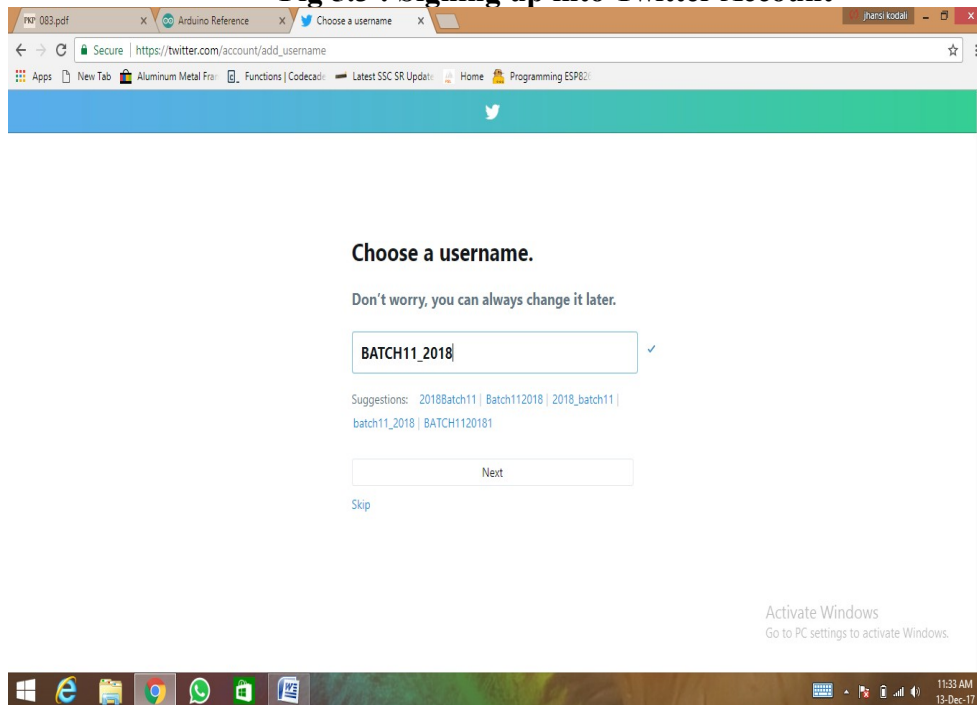 Fig 3.3 : Signing up into Twitter Account
PKP 083.pdf x Arduino Reference x Choose a username x jhansi kodali
Secure | https://twitter.com/account/add_username
Apps New Tab Aluminum Metal Fra Functions | Codecade Latest SSC SR Update Home Programming ESP82
Choose a username.
Don't worry, you can always change it later.
BATCH11_2018
Suggestions: 2018Batch11 | Batch112018 | 2018_batch11 |
batch11_2018 | BATCH1120181
Next
Skip
Activate Windows
Go to PC settings to activate Windows.
11:33 AM
13-Dec-17